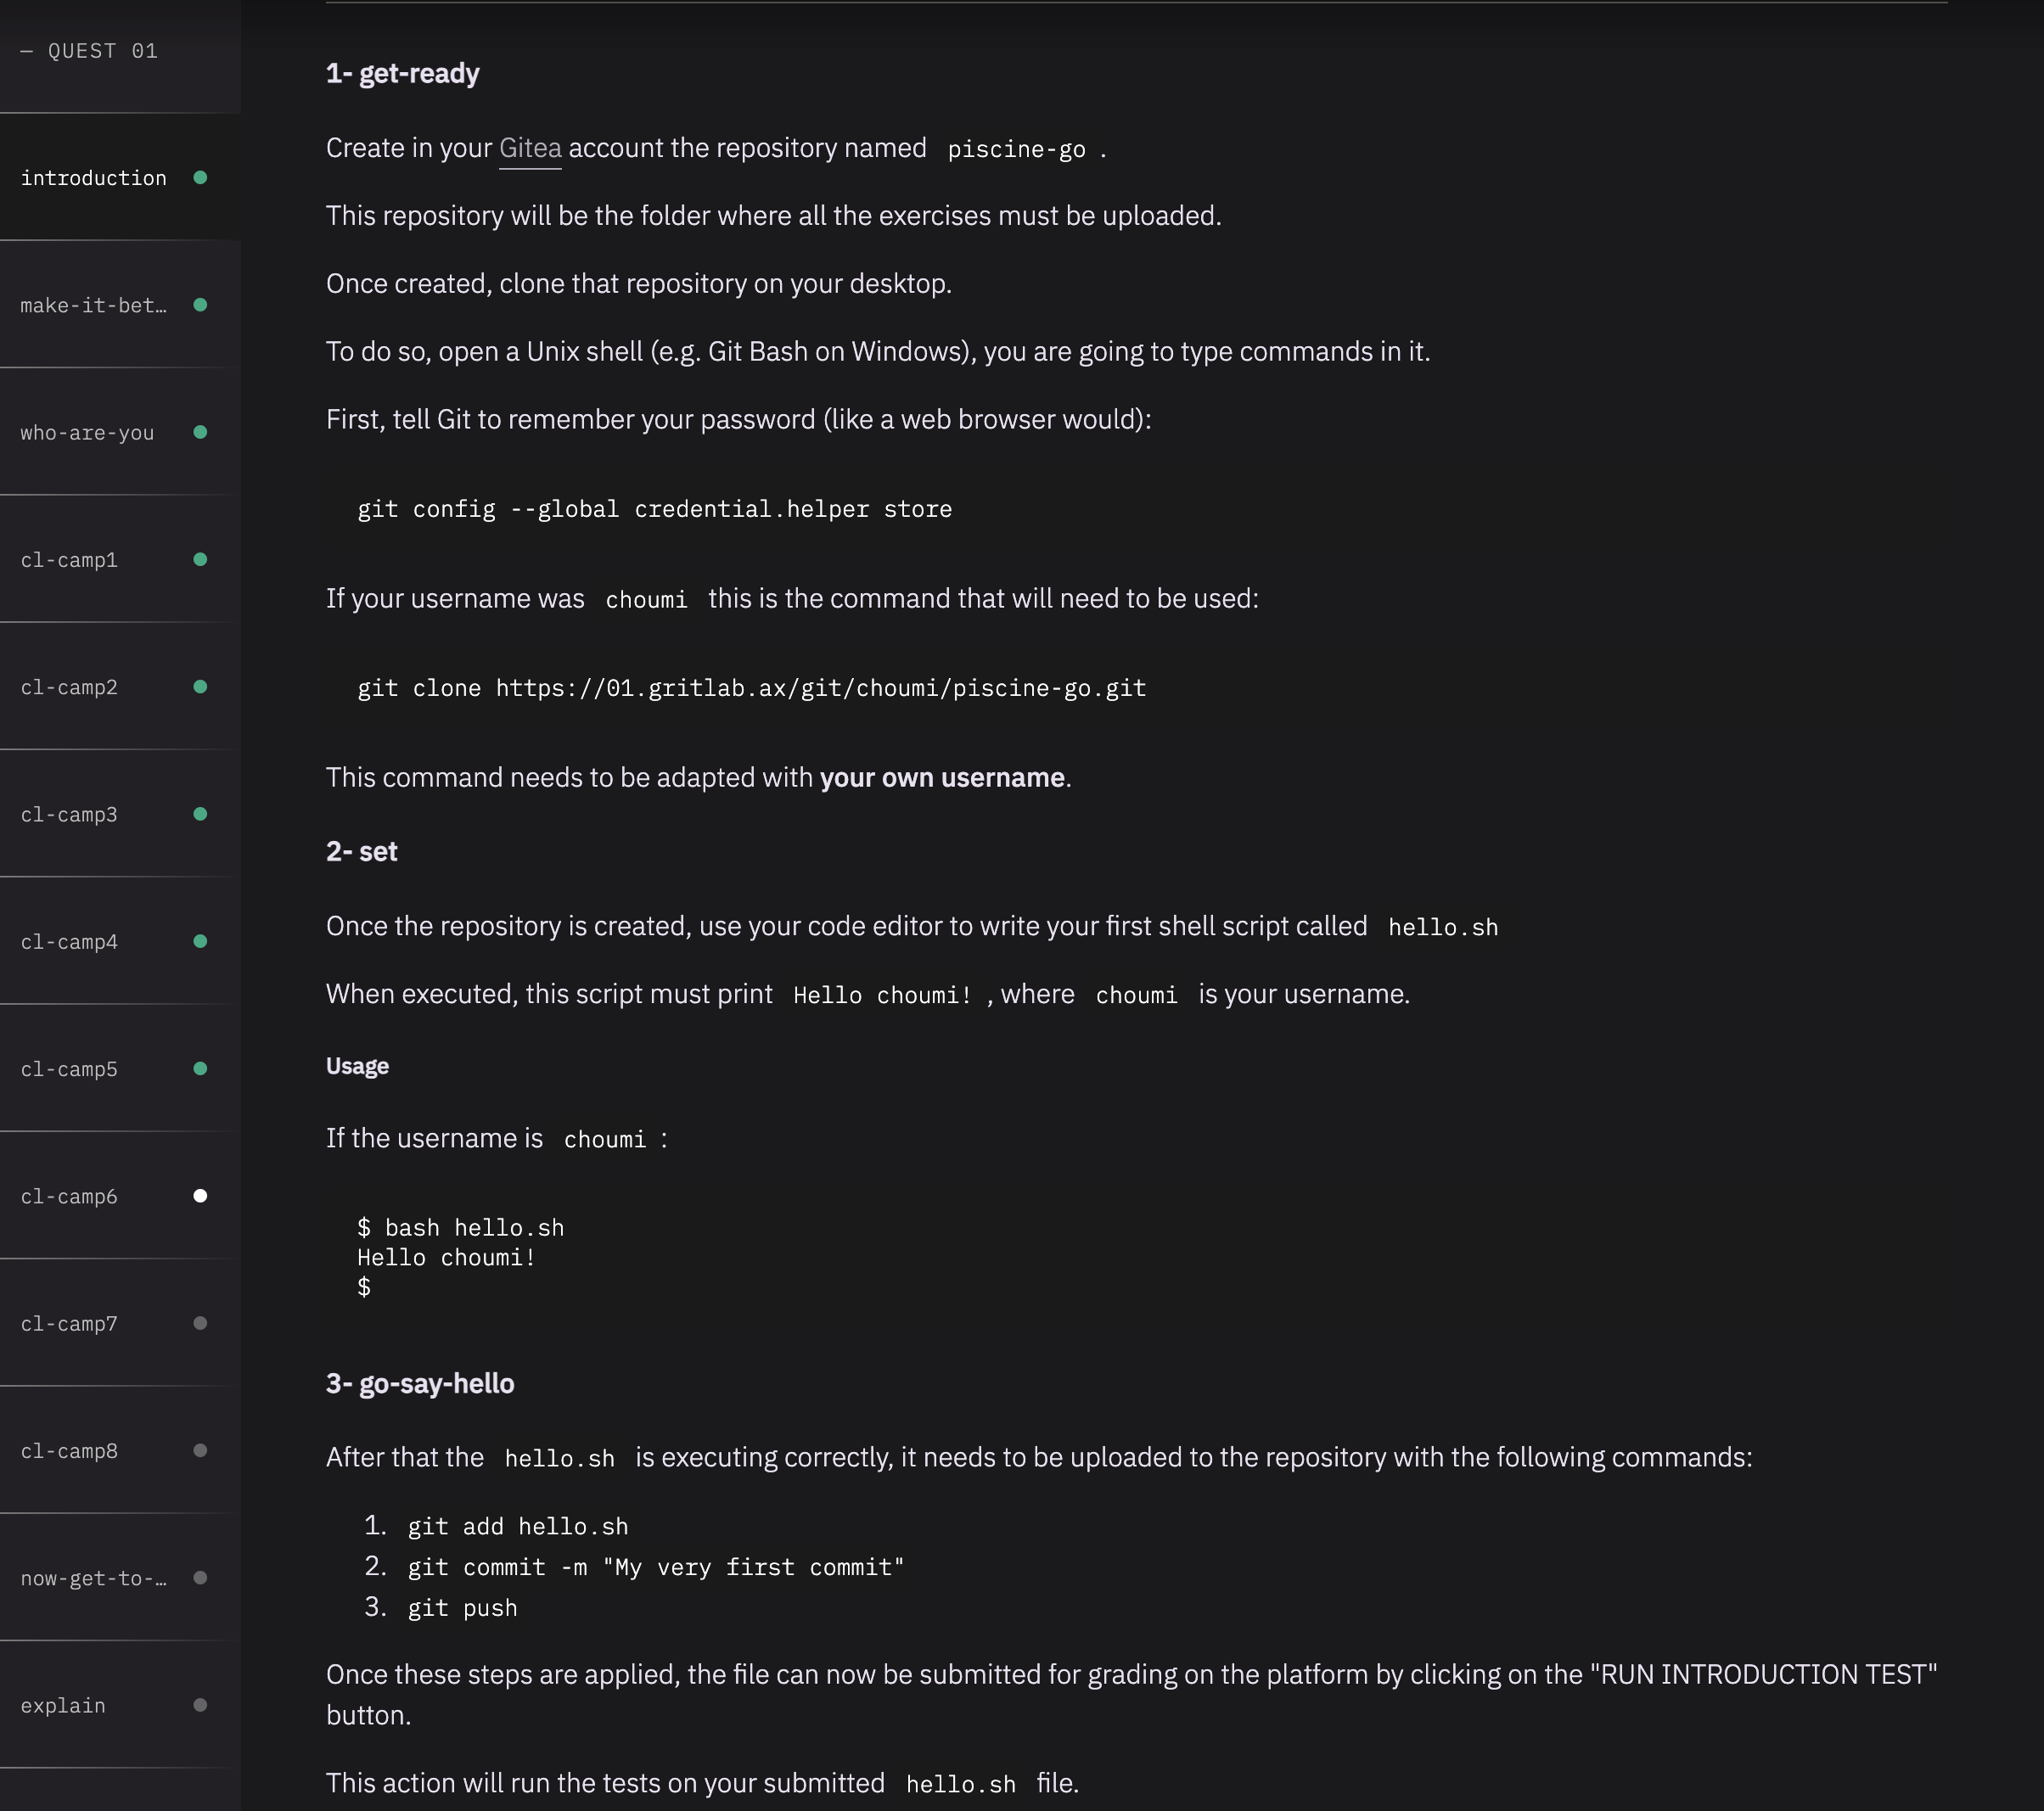 — QUEST 01
introduction
make-it-bet…
who-are-you
cl-camp1
cl-camp2
cl-camp3
cl-camp4
cl-camp5
cl-camp6
cl-camp7
cl-camp8
now-get-to-…
explain
1- get-ready
Create in your Gitea account the repository named piscine-go .
This repository will be the folder where all the exercises must be uploaded.
Once created, clone that repository on your desktop.
To do so, open a Unix shell (e.g. Git Bash on Windows), you are going to type commands in it.
First, tell Git to remember your password (like a web browser would):
git config --global credential.helper store
If your username was choumi this is the command that will need to be used:
git clone https://01.gritlab.ax/git/choumi/piscine-go.git
This command needs to be adapted with your own username.
2- set
Once the repository is created, use your code editor to write your first shell script called hello.sh
When executed, this script must print Hello choumi! , where choumi is your username.
Usage
If the username is choumi :
$ bash hello.sh
Hello choumi!
$
3- go-say-hello
After that the hello.sh is executing correctly, it needs to be uploaded to the repository with the following commands:
1. git add hello.sh
2. git commit -m "My very first commit"
3. git push
Once these steps are applied, the file can now be submitted for grading on the platform by clicking on the "RUN INTRODUCTION TEST"
button.
This action will run the tests on your submitted hello.sh file.